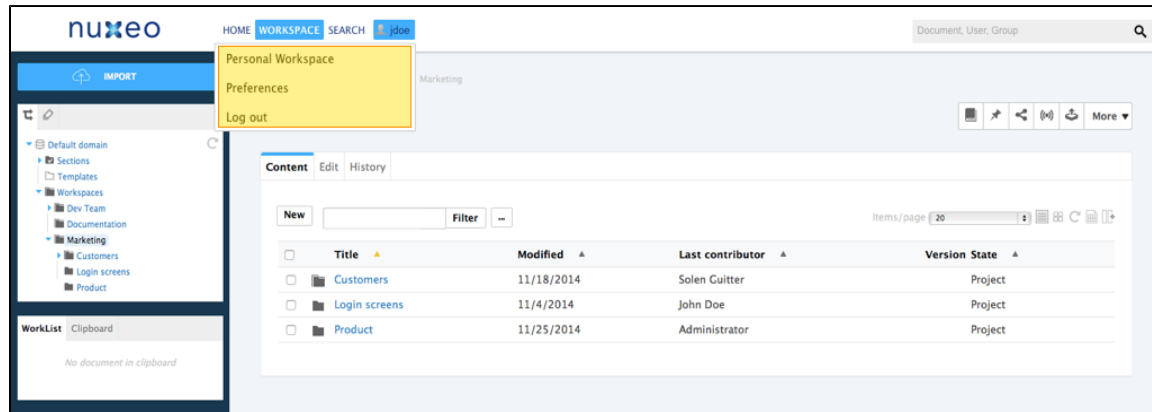 nuxeo
HOME WORKSPACE SEARCH jdoe
Document, User, Group
Personal Workspace
Preferences
Log out
IMPORT
Marketing
More
Default domain
Sections
Templates
Workspaces
Dev Team
Documentation
Marketing
Customers
Login screens
Product
Content Edit History
New Filter ...
Items/page 20
Title Modified Last contributor Version State
Customers 11/18/2014 Solen Guitter Project
Login screens 11/4/2014 John Doe Project
Product 11/25/2014 Administrator Project
WorkList Clipboard
No document in clipboard